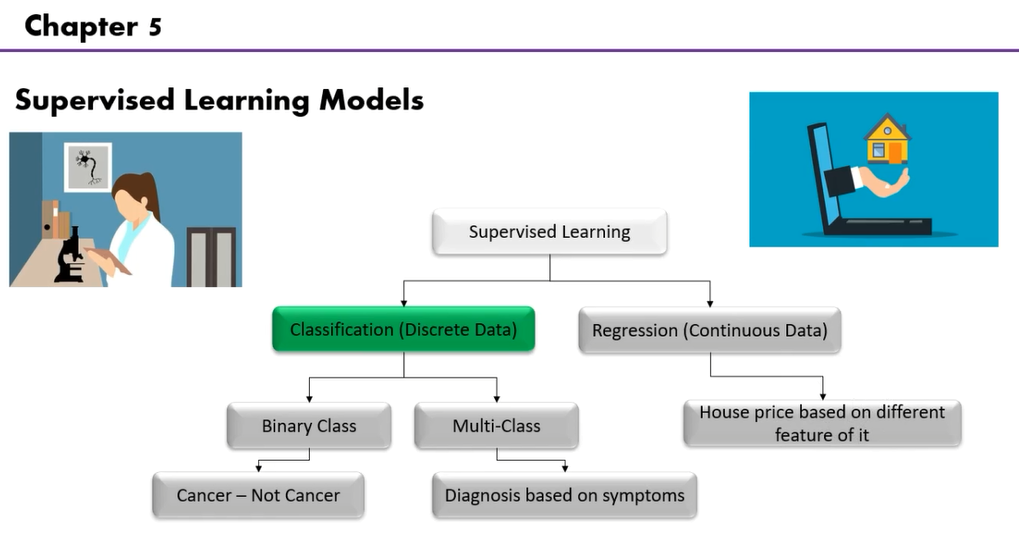 Chapter 5
Supervised Learning Models
Supervised Learning
Classification (Discrete Data)
Regression (Continuous Data)
Binary Class
Multi-Class
House price based on different
feature of it
Cancer – Not Cancer
Diagnosis based on symptoms